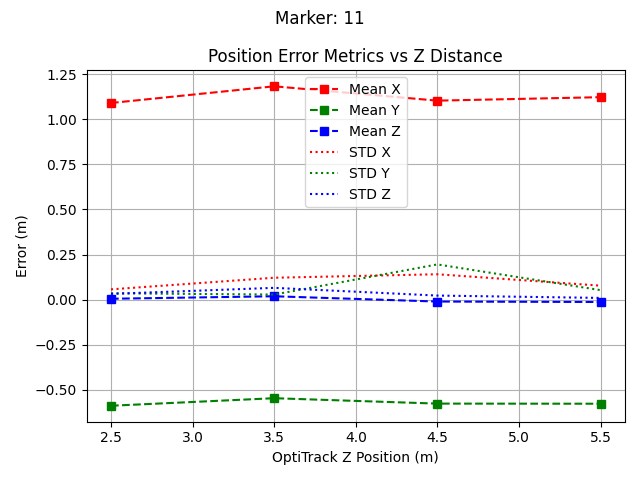 Marker: 11
Position Error Metrics vs Z Distance
1.25
1.00
0.75
0.50
0.25
0.00
−0.25
−0.50
Error (m)
Mean X
Mean Y
Mean Z
STD X
STD Y
STD Z
2.5 3.0 3.5 4.0 4.5 5.0 5.5
OptiTrack Z Position (m)